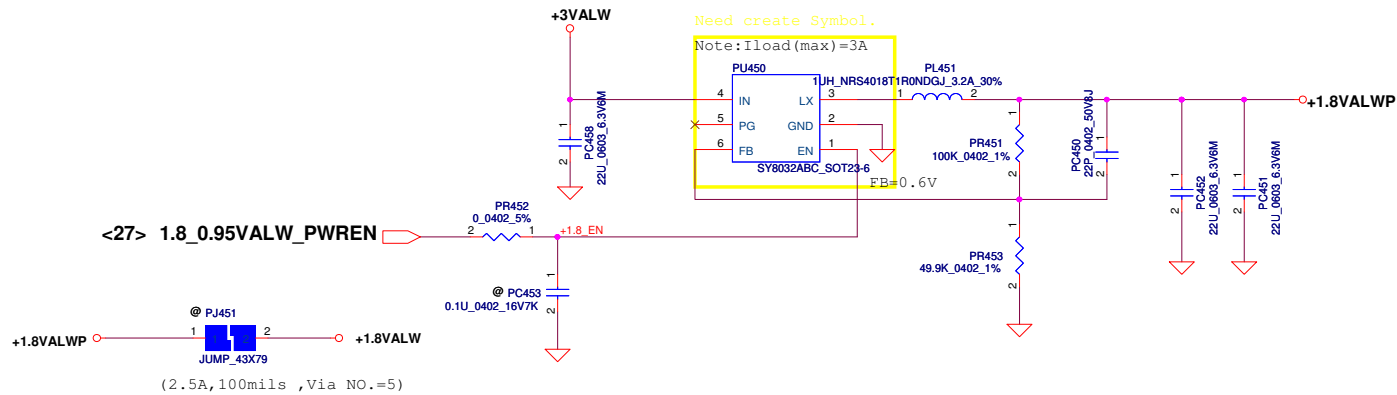 +3VALW
Need create Symbol.
Note:Iload(max)=3A
PU450
PL451
1UH_NRS4018T1R0NDGJ_3.2A_30%
4 IN LX 3 1 2
+1.8VALWP
5 PG GND 2
6 FB EN 1
SY8032ABC_SOT23-6
FB=0.6V
1
2
PC458
22U_0603_6.3V6M
1
PR451
100K_0402_1%
2
1
2
PC450
22P_0402_50V8J
1
2
PC452
22U_0603_6.3V6M
1
2
PC451
22U_0603_6.3V6M
PR452
0_0402_5%
<27> 1.8_0.95VALW_PWREN
2 1
+1.8_EN
1
PR453
49.9K_0402_1%
2
1
@ PC453
0.1U_0402_16V7K
2
@ PJ451
+1.8VALWP
1 1 2 2
+1.8VALW
JUMP_43X79
(2.5A,100mils ,Via NO.=5)